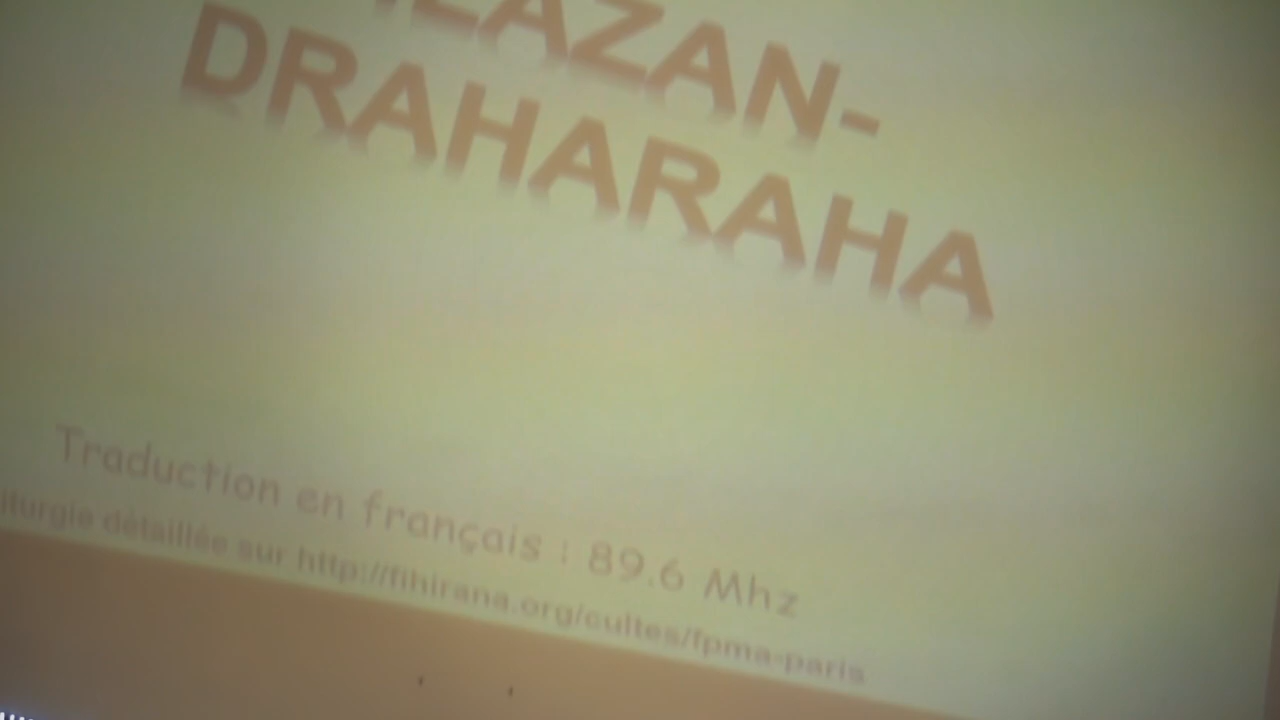 DRAHARAHA
Traduction en français : 89.6 Mhz
détaillée sur http://fihirana.org/cultes/fpma-paris